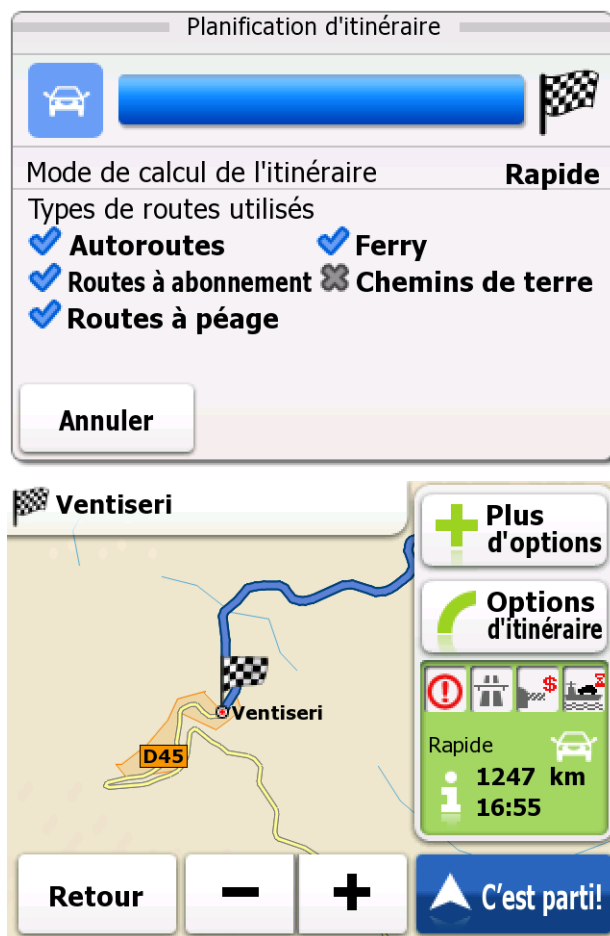 Planification d'itinéraire
Mode de calcul de l'itinéraire Rapide
Types de routes utilisés
Autoroutes Ferry
Routes à abonnement Chemins de terre
Routes à péage
Annuler
Ventiseri
Plus
d'options
Options
d'itinéraire
Ventiseri
D45
$
Rapide
1247 km
16:55
Retour
C'est parti!